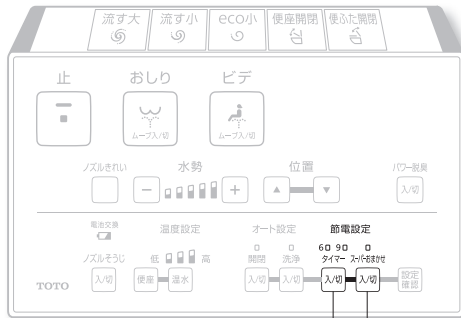 流す大 流す小 eco小 便座開閉 便ふた開閉
止 おしり ビデ
ムーブ入/切 ムーブ入/切
ノズルきれい 水勢 位置 パワー脱臭
− + ▲ ▼ 入/切
電池交換 温度設定 オート設定 節電設定
6 9
ノズルそうじ 低 高 開閉 洗浄 タイマー スーパーおまかせ
入/切 便座 温水 入/切 入/切 入/切 入/切 設定確認
TOTO